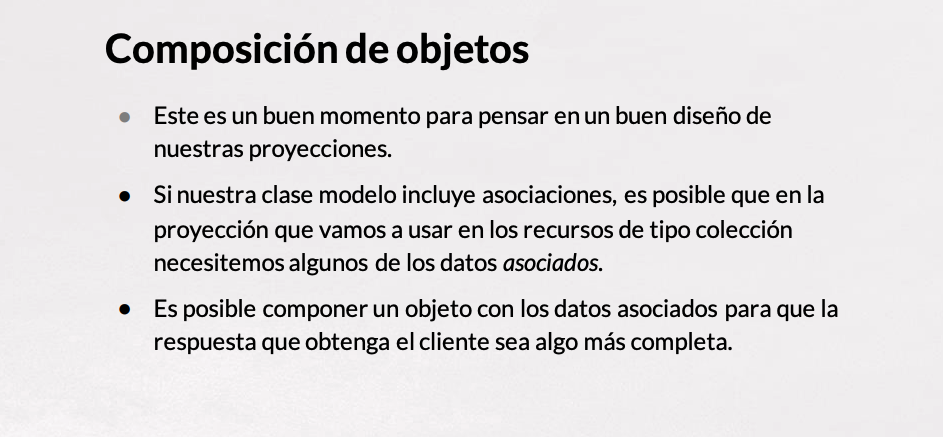 Composición de objetos
● Este es un buen momento para pensar en un buen diseño de
nuestras proyecciones.
● Si nuestra clase modelo incluye asociaciones, es posible que en la
proyección que vamos a usar en los recursos de tipo colección
necesitemos algunos de los datos asociados.
● Es posible componer un objeto con los datos asociados para que la
respuesta que obtenga el cliente sea algo más completa.